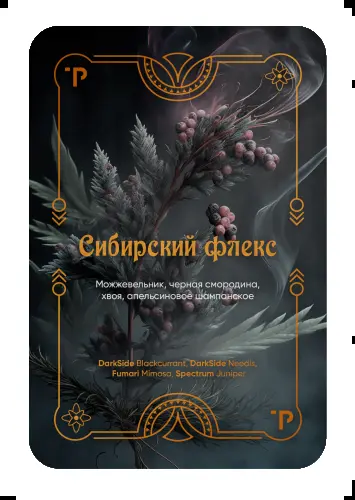 Сибирский флекс
Можжевельник, черная смородина,
хвоя, апельсиновое шампанское
DarkSide Blackcurrant, DarkSide Needls,
Fumari Mimosa, Spectrum Juniper